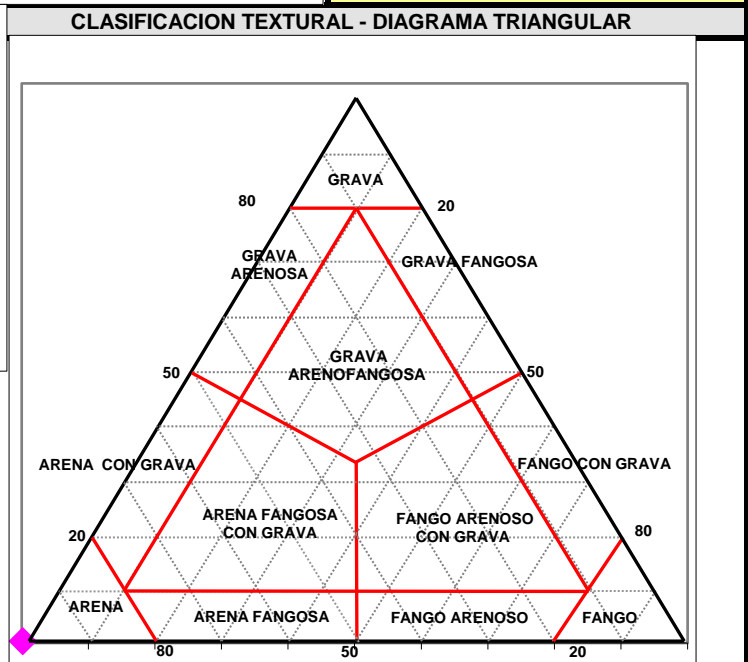 CLASIFICACION TEXTURAL - DIAGRAMA TRIANGULAR
GRAVA
80
20
GRAVA
ARENOSA
GRAVA FANGOSA
GRAVA
ARENOFANGOSA
50
50
ARENA CON GRAVA
FANGO CON GRAVA
ARENA FANGOSA
CON GRAVA
FANGO ARENOSO
CON GRAVA
20
80
ARENA
ARENA FANGOSA
FANGO ARENOSO
FANGO
80
50
20